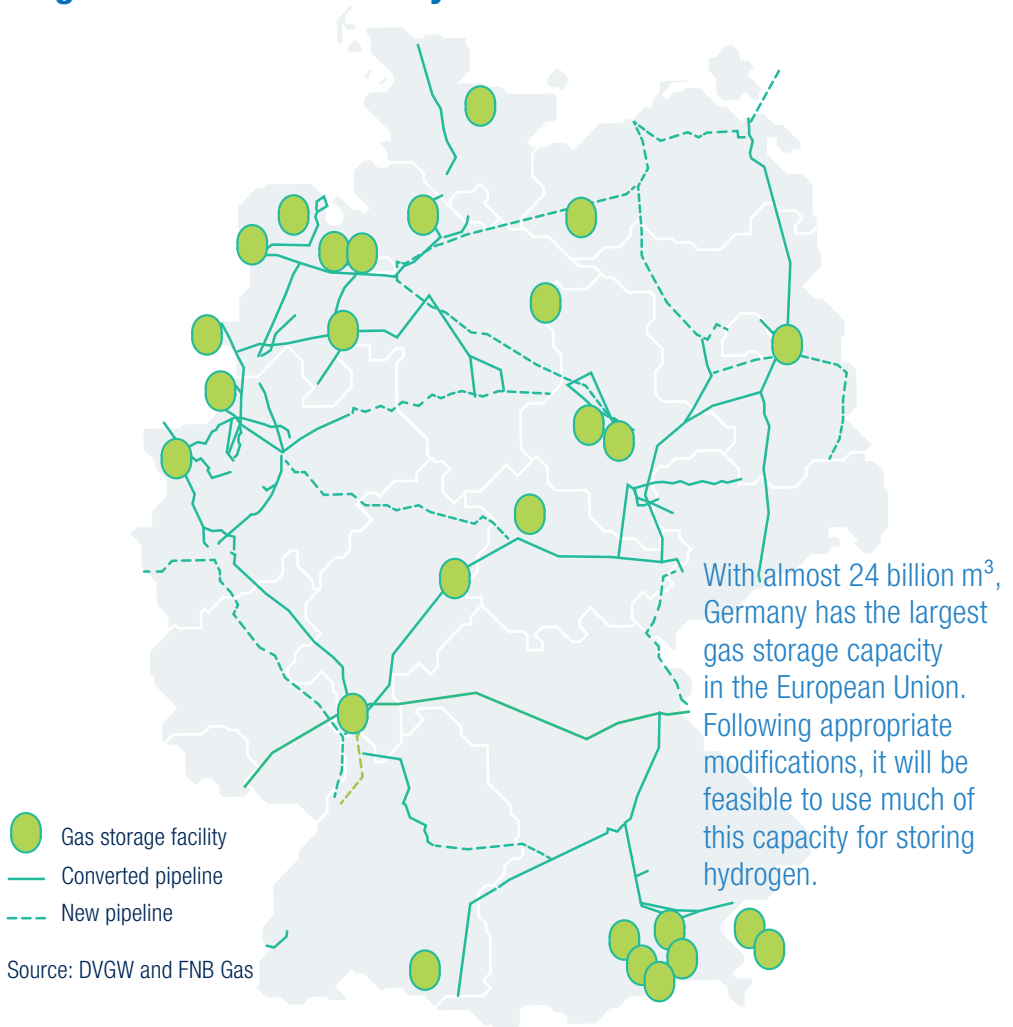 With almost 24 billion m³,
Germany has the largest
gas storage capacity
in the European Union.
Following appropriate
modifications, it will be
feasible to use much of
this capacity for storing
hydrogen.
Gas storage facility
Converted pipeline
New pipeline
Source: DVGW and FNB Gas